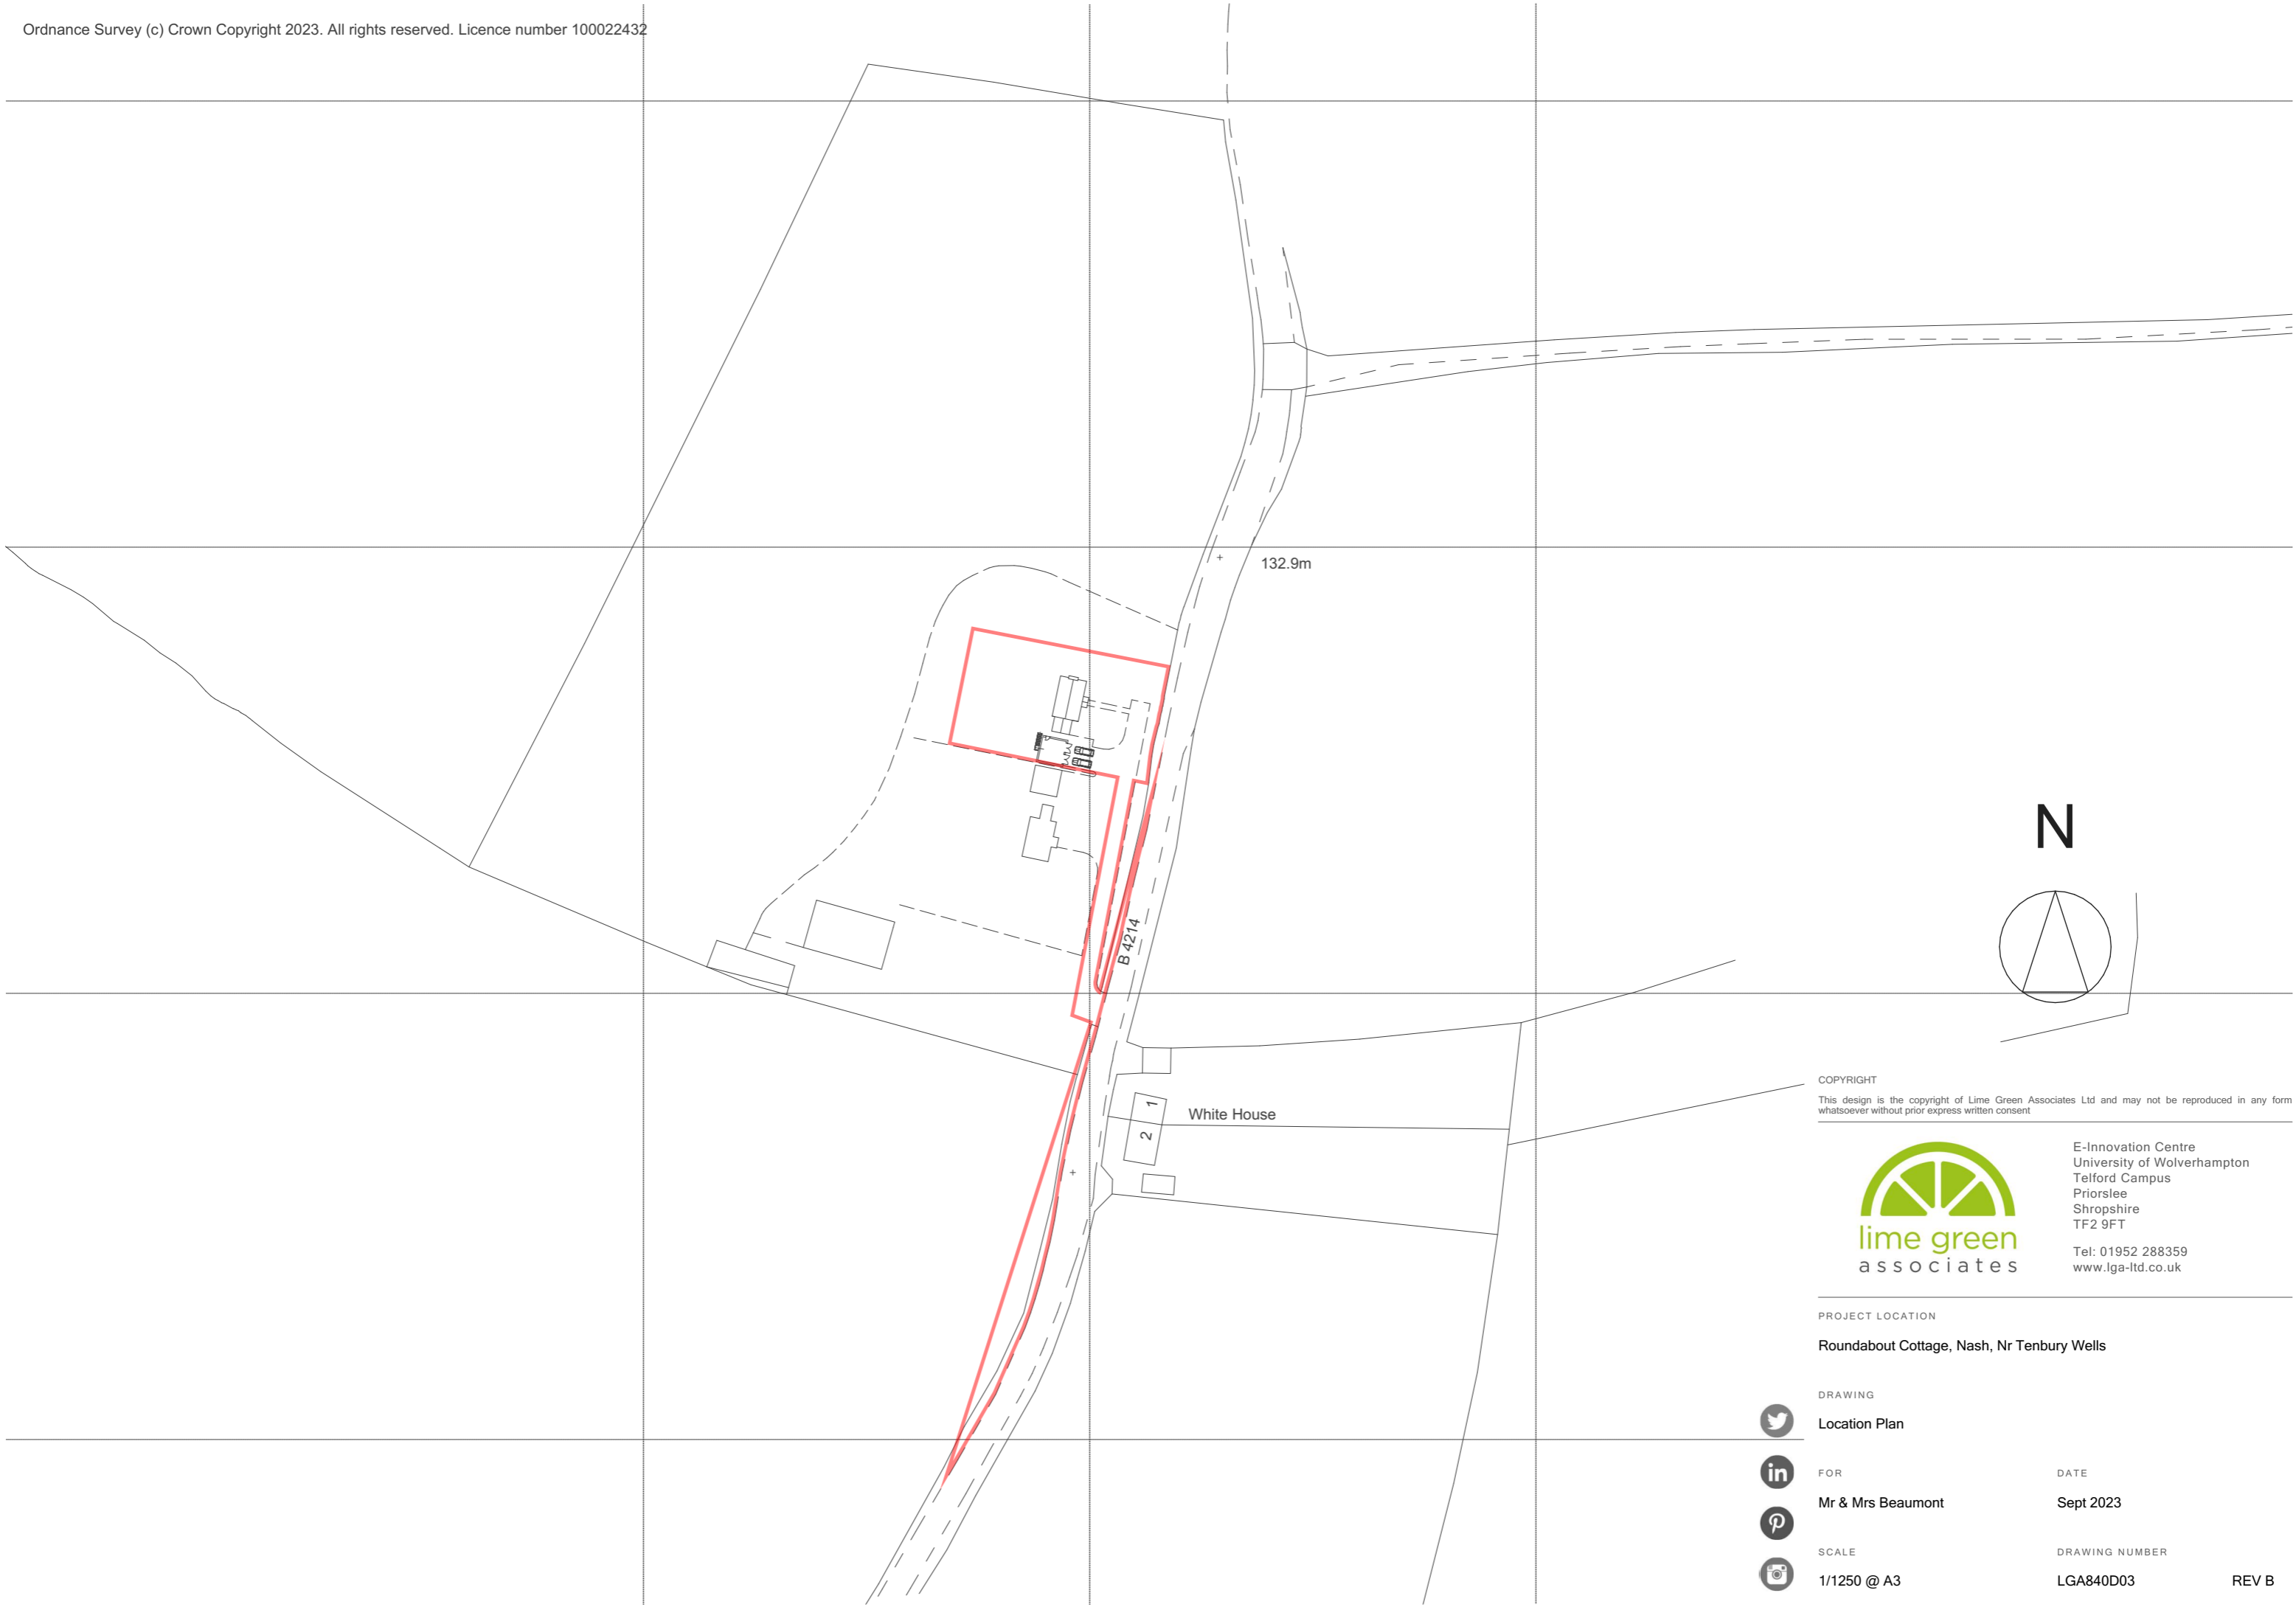 Ordnance Survey (c) Crown Copyright 2023. All rights reserved. Licence number 100022432
132.9m
B 4214
N
1
2
White House
COPYRIGHT
This design is the copyright of Lime Green Associates Ltd and may not be reproduced in any form
whatsoever without prior express written consent
lime green
associates
E-Innovation Centre
University of Wolverhampton
Telford Campus
Priorslee
Shropshire
TF2 9FT
Tel: 01952 288359
www.lga-ltd.co.uk
PROJECT LOCATION
Roundabout Cottage, Nash, Nr Tenbury Wells
DRAWING
Location Plan
FOR
Mr & Mrs Beaumont
DATE
Sept 2023
SCALE
1/1250 @ A3
DRAWING NUMBER
LGA840D03 REV B